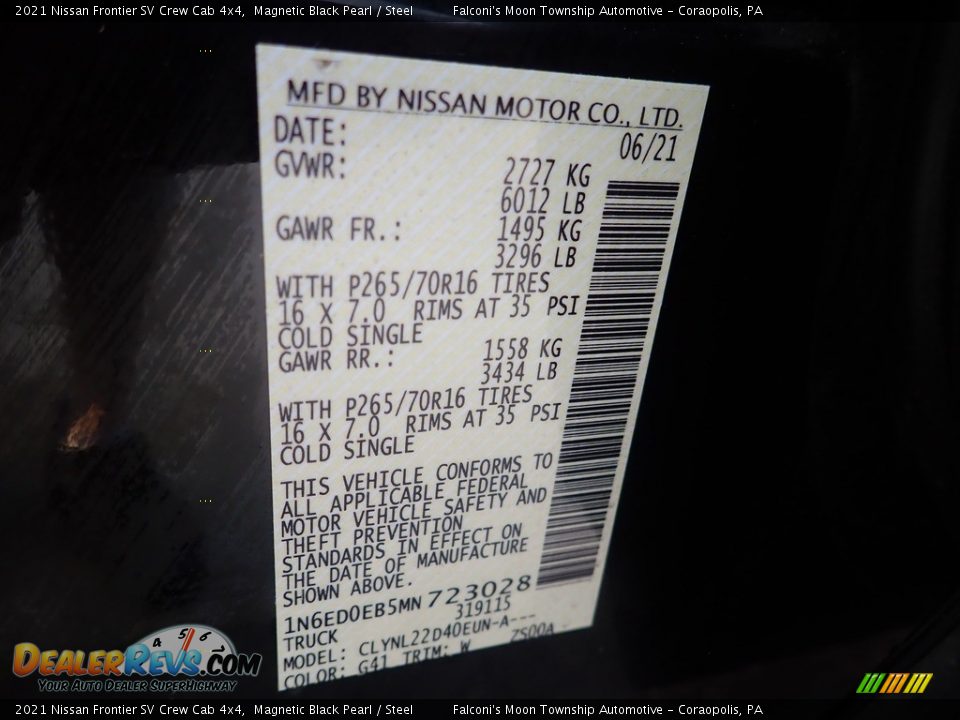 2021 Nissan Frontier SV Crew Cab 4x4, Magnetic Black Pearl / Steel Falconi's Moon Township Automotive - Coraopolis, PA
MFD BY NISSAN MOTOR CO., LTD.
DATE: 06/21
GVWR: 2727 KG
6012 LB
GAWR FR.: 1495 KG
3296 LB
WITH P265/70R16 TIRES
16 X 7.0 RIMS AT 35 PSI
COLD SINGLE
GAWR RR.: 1558 KG
3434 LB
WITH P265/70R16 TIRES
16 X 7.0 RIMS AT 35 PSI
COLD SINGLE
THIS VEHICLE CONFORMS TO
ALL APPLICABLE FEDERAL
MOTOR VEHICLE SAFETY AND
THEFT PREVENTION
STANDARDS IN EFFECT ON
THE DATE OF MANUFACTURE
SHOWN ABOVE.
1N6ED0EB5MN723028
TRUCK 319115
MODEL: CLYNL22D40EUN-A---
COLOR: G41 TRIM: W ZS00A
4 5 6
DEALERREVS.COM
YOUR AUTO DEALER SUPERHIGHWAY
2021 Nissan Frontier SV Crew Cab 4x4, Magnetic Black Pearl / Steel Falconi's Moon Township Automotive - Coraopolis, PA